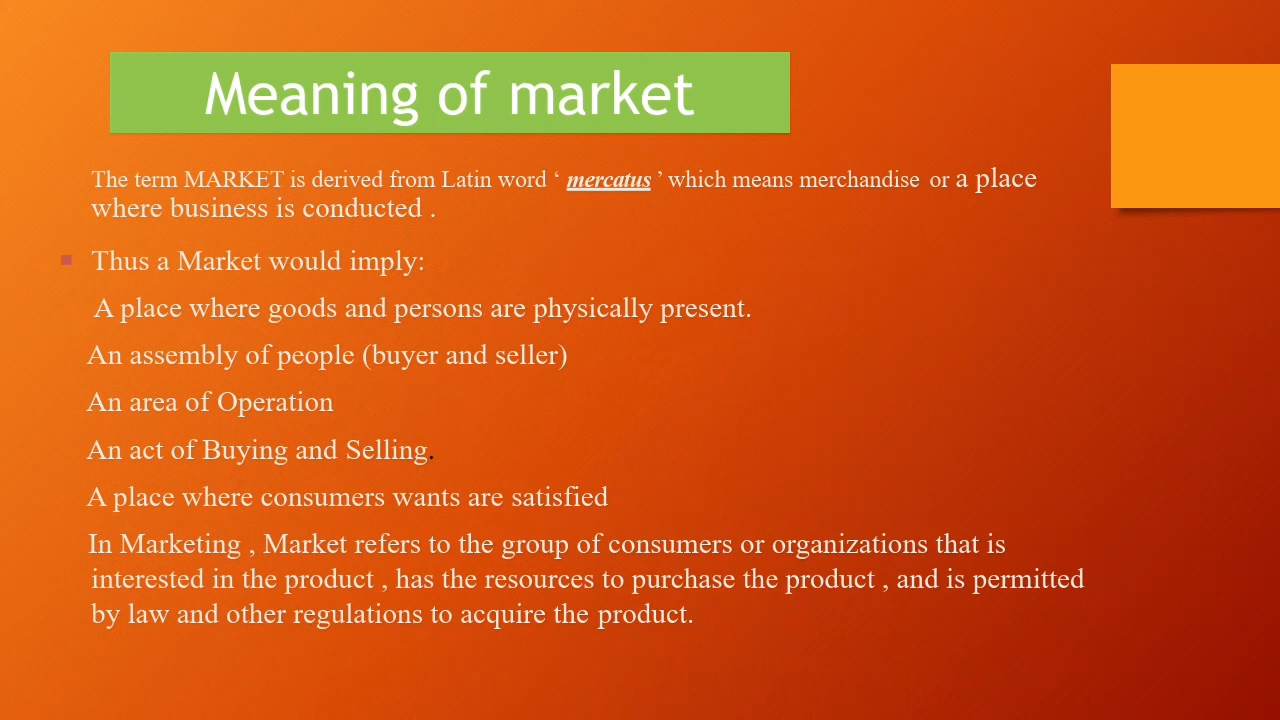 Meaning of market
The term MARKET is derived from Latin word ‘ mercatus ’ which means merchandise or a place
where business is conducted .
Thus a Market would imply:
A place where goods and persons are physically present.
An assembly of people (buyer and seller)
An area of Operation
An act of Buying and Selling.
A place where consumers wants are satisfied
In Marketing , Market refers to the group of consumers or organizations that is
interested in the product , has the resources to purchase the product , and is permitted
by law and other regulations to acquire the product.